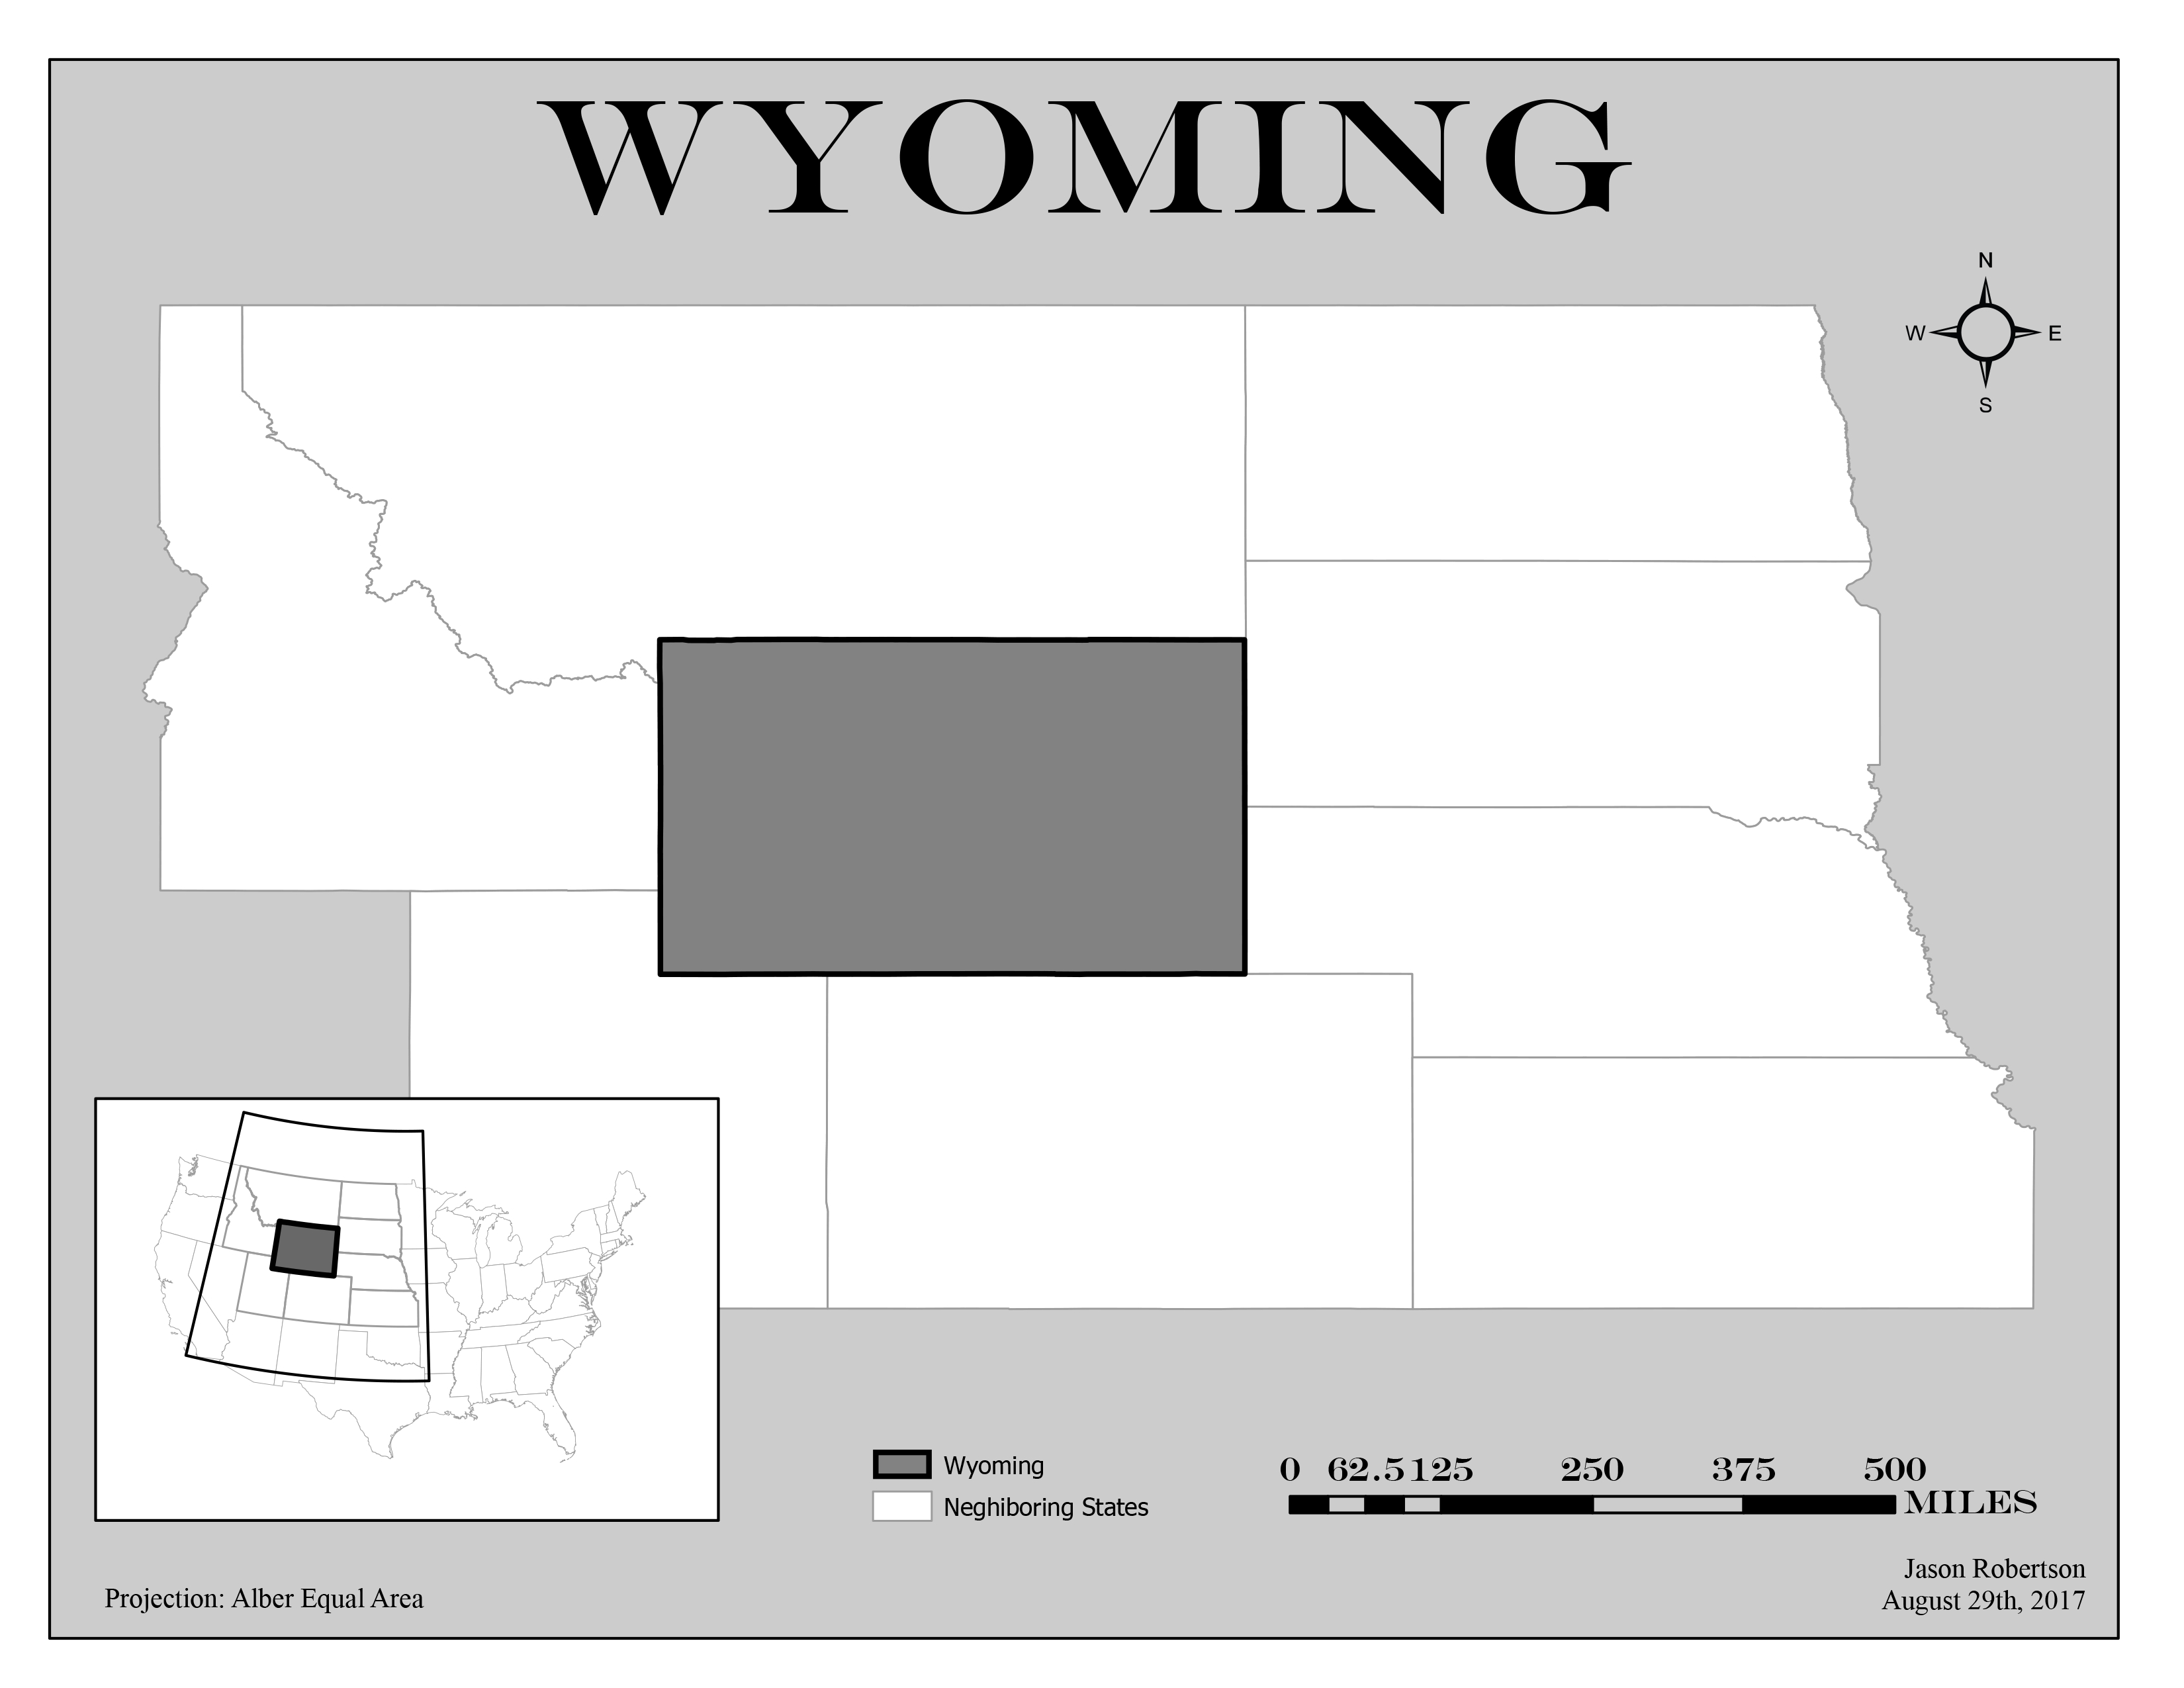 WYOMING
N
W E
S
Wyoming
Neghiboring States
0 62.5 125 250 375 500
MILES
Projection: Alber Equal Area
Jason Robertson
August 29th, 2017